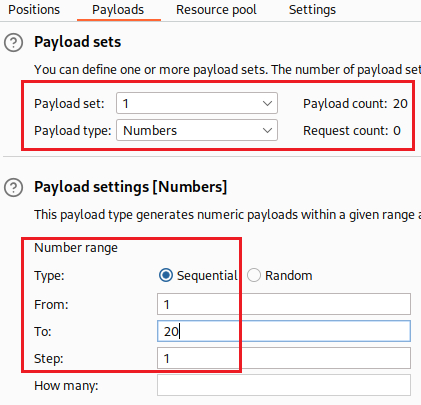 Positions Payloads Resource pool Settings
? Payload sets
You can define one or more payload sets. The number of payload set
Payload set: 1 Payload count: 20
Payload type: Numbers Request count: 0
? Payload settings [Numbers]
This payload type generates numeric payloads within a given range a
Number range
Type: Sequential Random
From: 1
To: 20
Step: 1
How many: